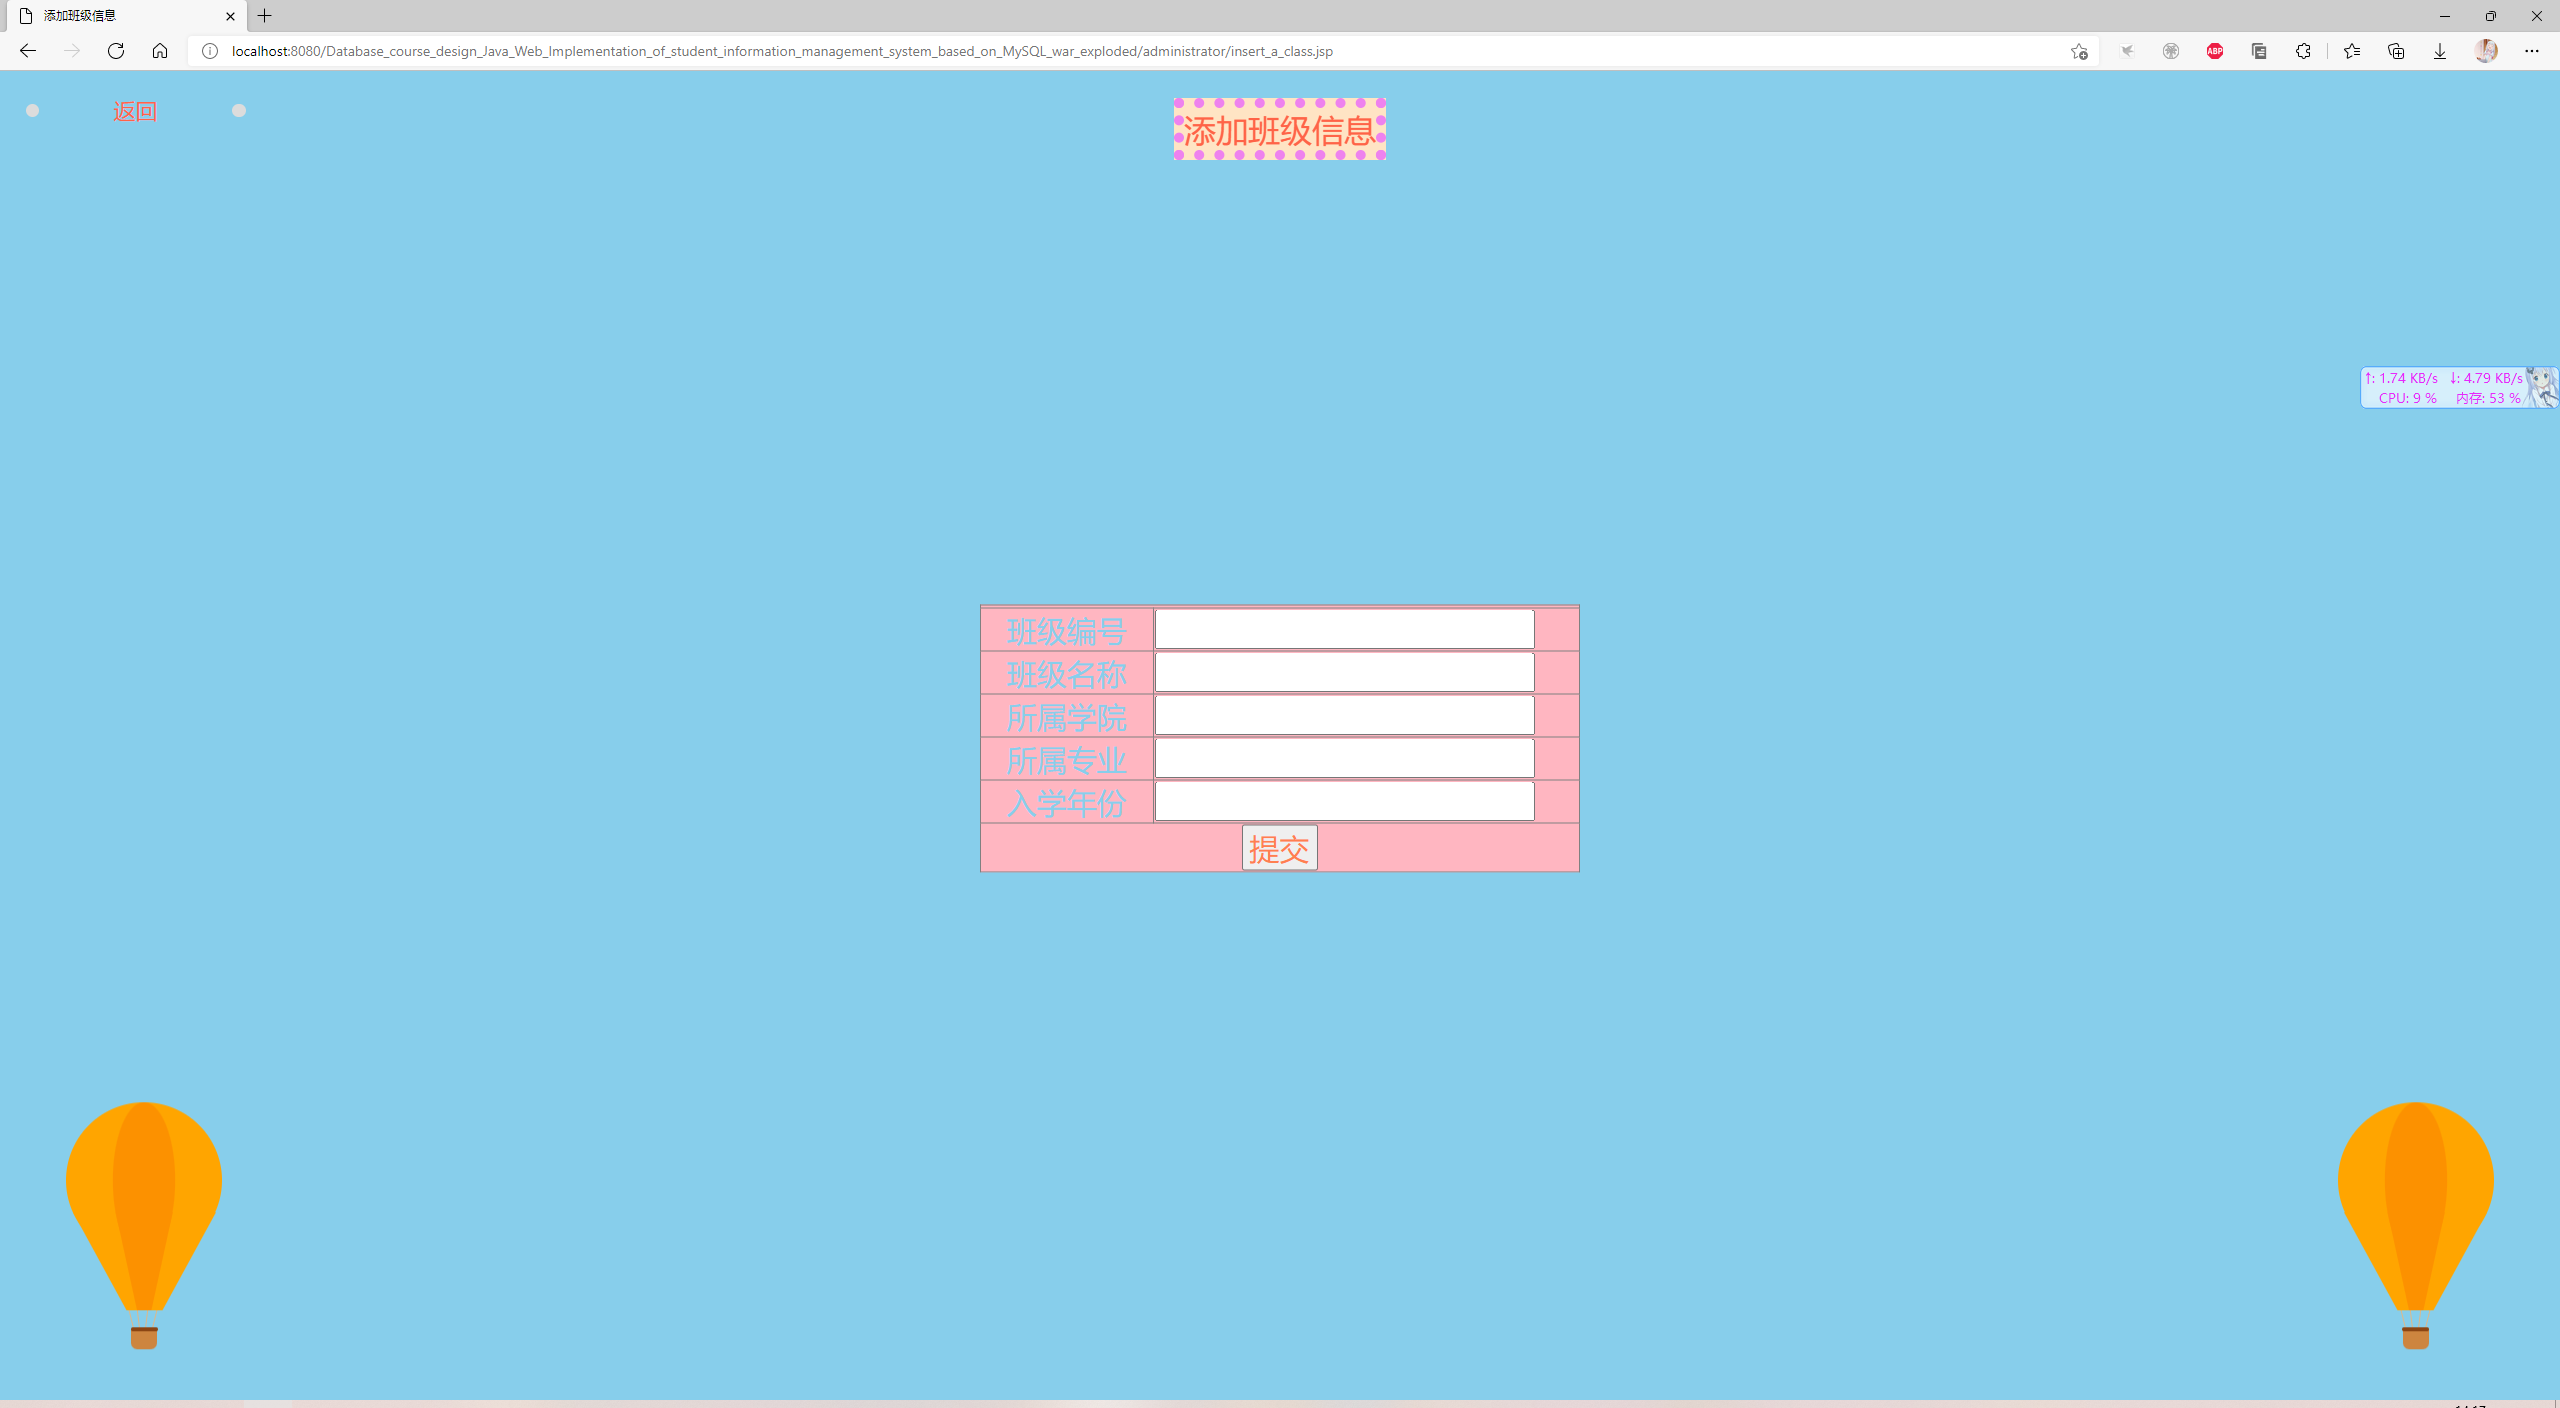 添加班级信息
localhost:8080/Database_course_design_Java_Web_Implementation_of_student_information_management_system_based_on_MySQL_war_exploded/administrator/insert_a_class.jsp
ABP
返回
添加班级信息
↑: 1.74 KB/s ↓: 4.79 KB/s
CPU: 9 % 内存: 53 %
班级编号
班级名称
所属学院
所属专业
入学年份
提交